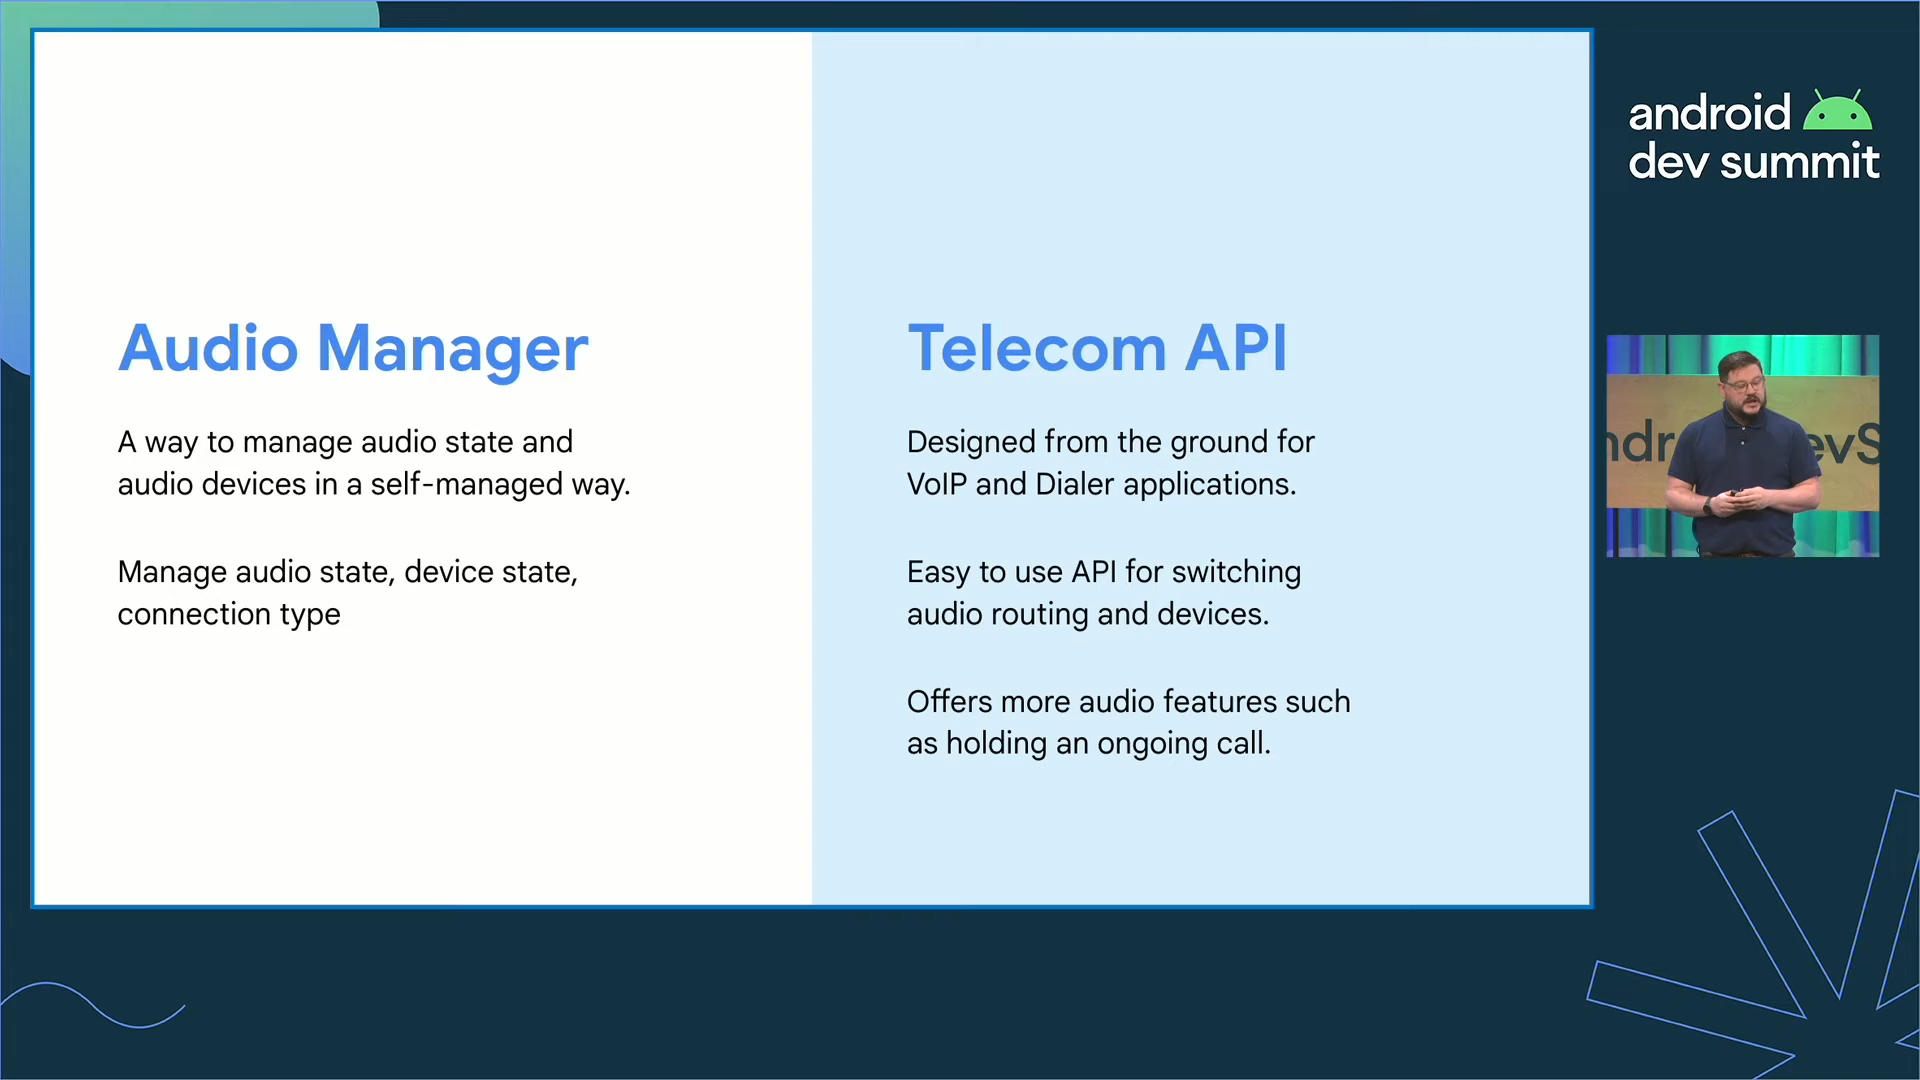 Audio Manager
A way to manage audio state and
audio devices in a self-managed way.
Manage audio state, device state,
connection type
Telecom API
Designed from the ground for
VoIP and Dialer applications.
Easy to use API for switching
audio routing and devices.
Offers more audio features such
as holding an ongoing call.
android
dev summit
ndr
evS